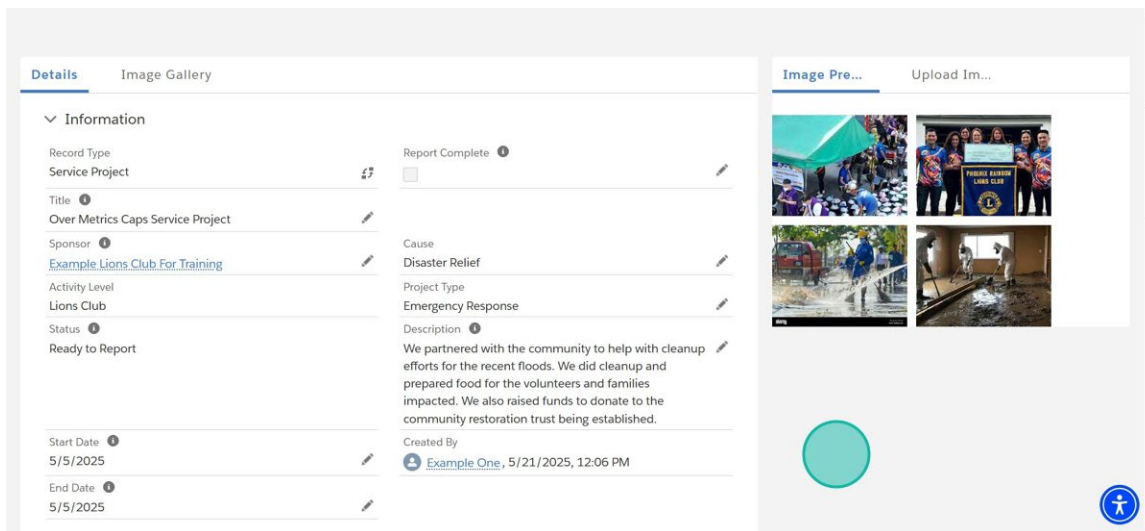 Details
Image Gallery
Information
Record Type
Service Project
Report Complete
Title
Over Metrics Caps Service Project
Sponsor
Example Lions Club For Training
Cause
Disaster Relief
Activity Level
Lions Club
Project Type
Emergency Response
Status
Ready to Report
Description
We partnered with the community to help with cleanup
efforts for the recent floods. We did cleanup and
prepared food for the volunteers and families
impacted. We also raised funds to donate to the
community restoration trust being established.
Start Date
5/5/2025
Created By
Example One, 5/21/2025, 12:06 PM
End Date
5/5/2025
Image Pre...
Upload Im...
PHOENIX RAINBOW
LIONS CLUB
L
alamy